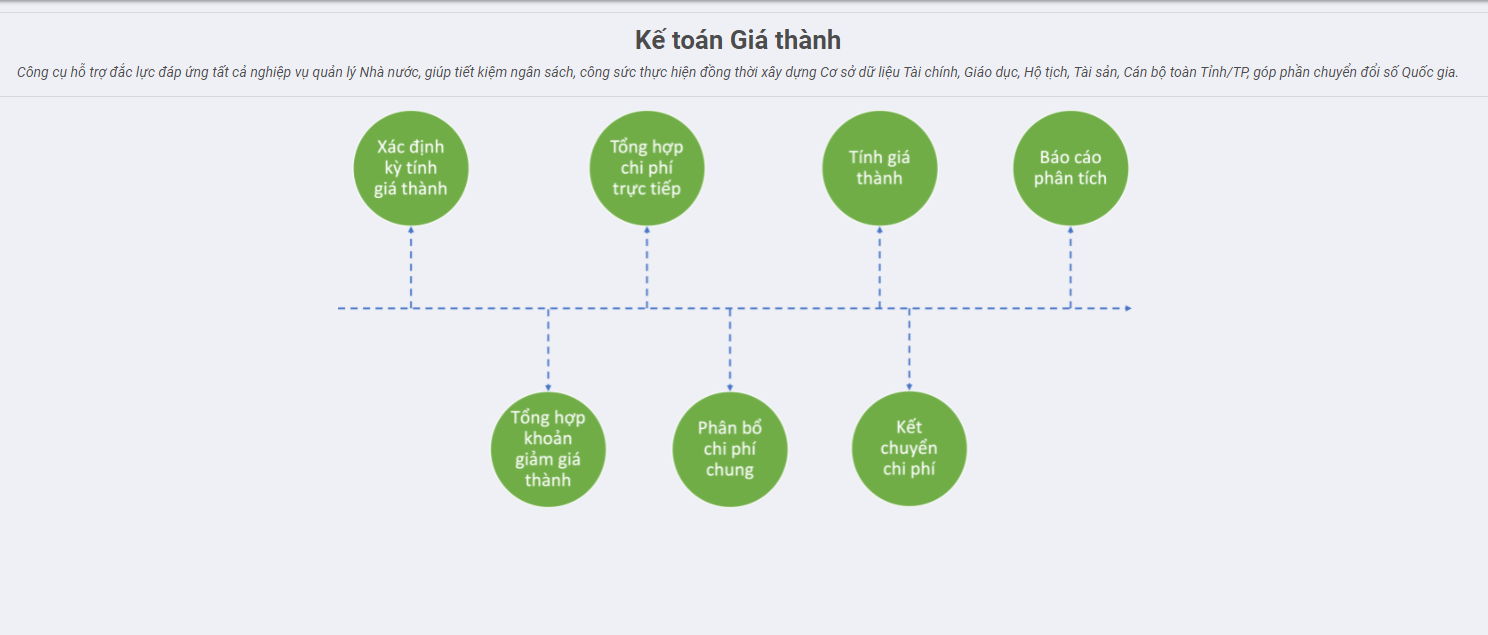 Kế toán Giá thành
Công cụ hỗ trợ đắc lực đáp ứng tất cả nghiệp vụ quản lý Nhà nước, giúp tiết kiệm ngân sách, công sức thực hiện đồng thời xây dựng Cơ sở dữ liệu Tài chính, Giáo dục, Hộ tịch, Tài sản, Cán bộ toàn Tỉnh/TP, góp phần chuyển đổi số Quốc gia.
Xác định
kỳ tính
giá thành
Tổng hợp
chi phí
trực tiếp
Tính giá
thành
Báo cáo
phân tích
Tổng hợp
khoản
giảm giá
thành
Phân bổ
chi phí
chung
Kết
chuyển
chi phí